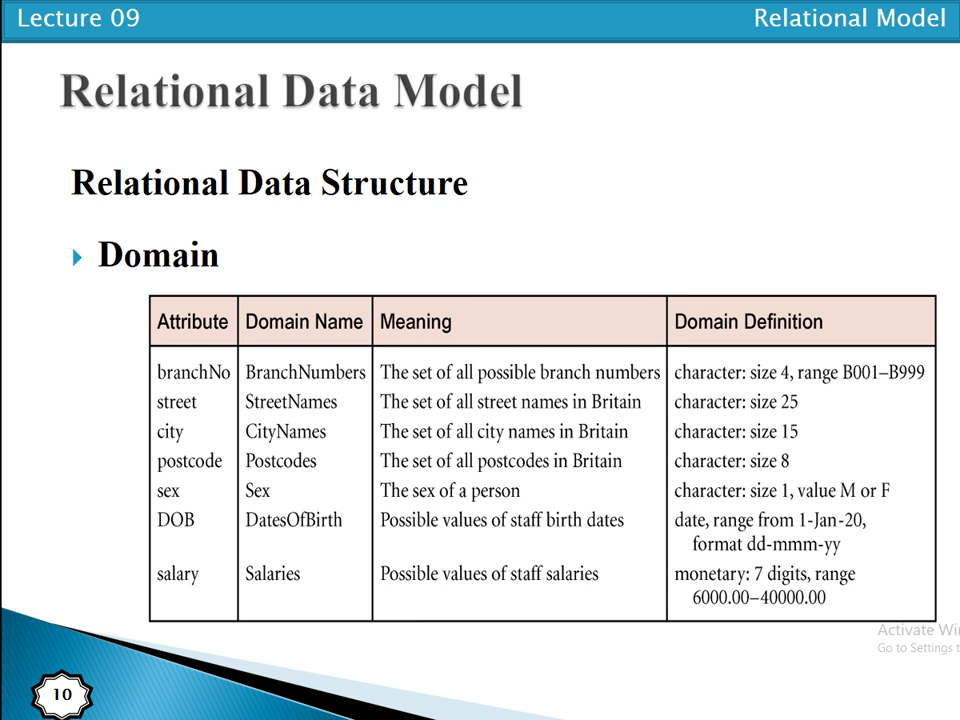 Lecture 09
Relational Model
Relational Data Model
Relational Data Structure
Domain
Attribute Domain Name Meaning Domain Definition
branchNo BranchNumbers The set of all possible branch numbers character: size 4, range B001–B999
street StreetNames The set of all street names in Britain character: size 25
city CityNames The set of all city names in Britain character: size 15
postcode Postcodes The set of all postcodes in Britain character: size 8
sex Sex The sex of a person character: size 1, value M or F
DOB DatesOfBirth Possible values of staff birth dates date, range from 1-Jan-20,
format dd-mmm-yy
salary Salaries Possible values of staff salaries monetary: 7 digits, range
6000.00–40000.00
Activate Wi
Go to Settings t
10